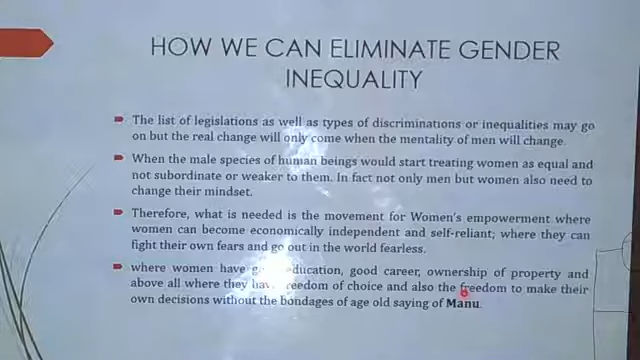 HOW WE CAN ELIMINATE GENDER
INEQUALITY
The list of legislations as well as types of discriminations or inequalities may go
on but the real change will only come when the mentality of men will change.
When the male species of human beings would start treating women as equal and
not subordinate or weaker to them. In fact not only men but women also need to
change their mindset.
Therefore, what is needed is the movement for Women's empowerment where
women can become economically independent and self-reliant; where they can
fight their own fears and go out in the world fearless.
where women have education, good career, ownership of property and
above all where they freedom of choice and also the freedom to make their
own decisions without the bondages of age old saying of Manu.